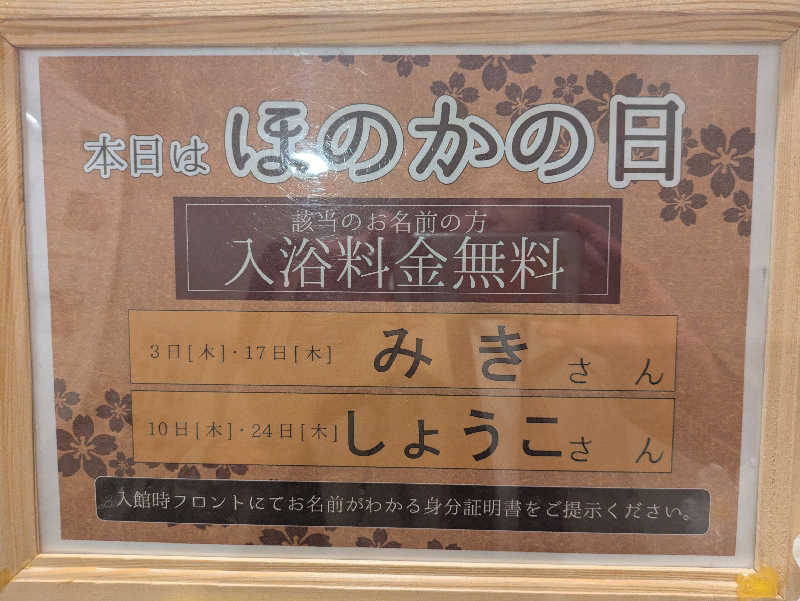 本日は ほのかの日
該当のお名前の方
入浴料金無料
3日[木]・17日[木] みきさん
10日[木]・24日[木] しょうこさん
入館時フロントにてお名前がわかる身分証明書をご提示ください。